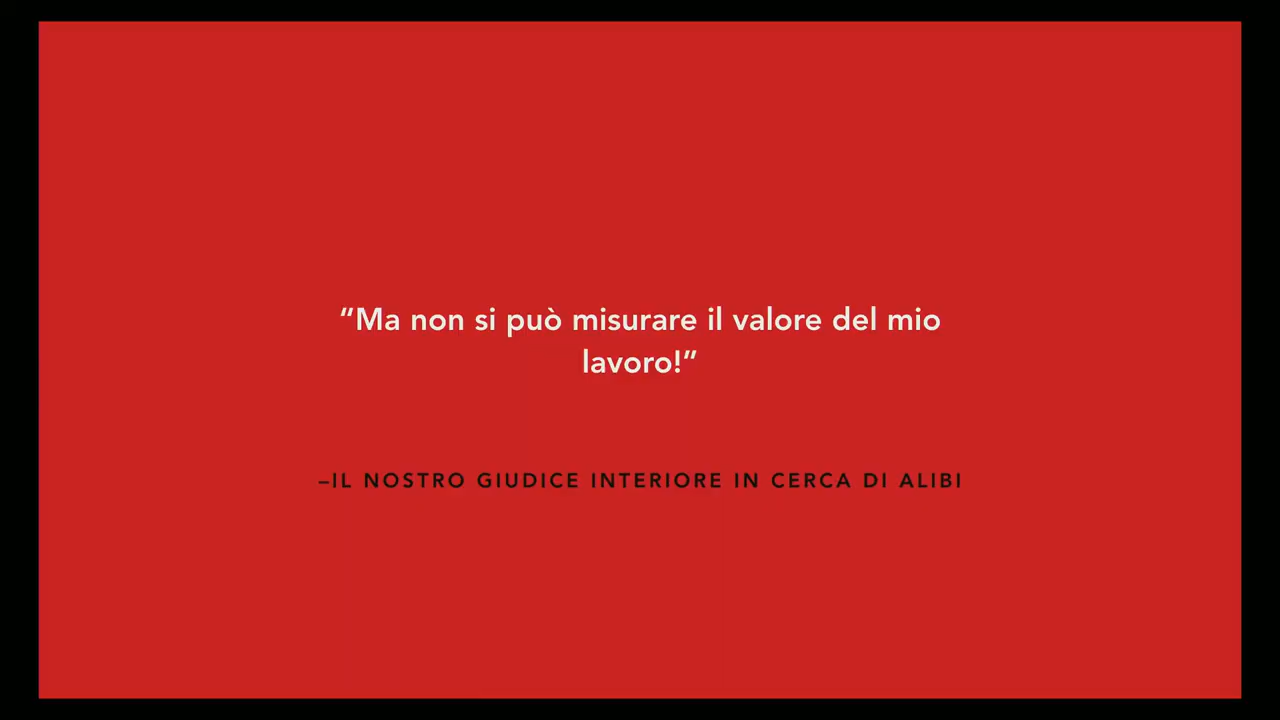 “Ma non si può misurare il valore del mio
lavoro!”
–IL NOSTRO GIUDICE INTERIORE IN CERCA DI ALIBI